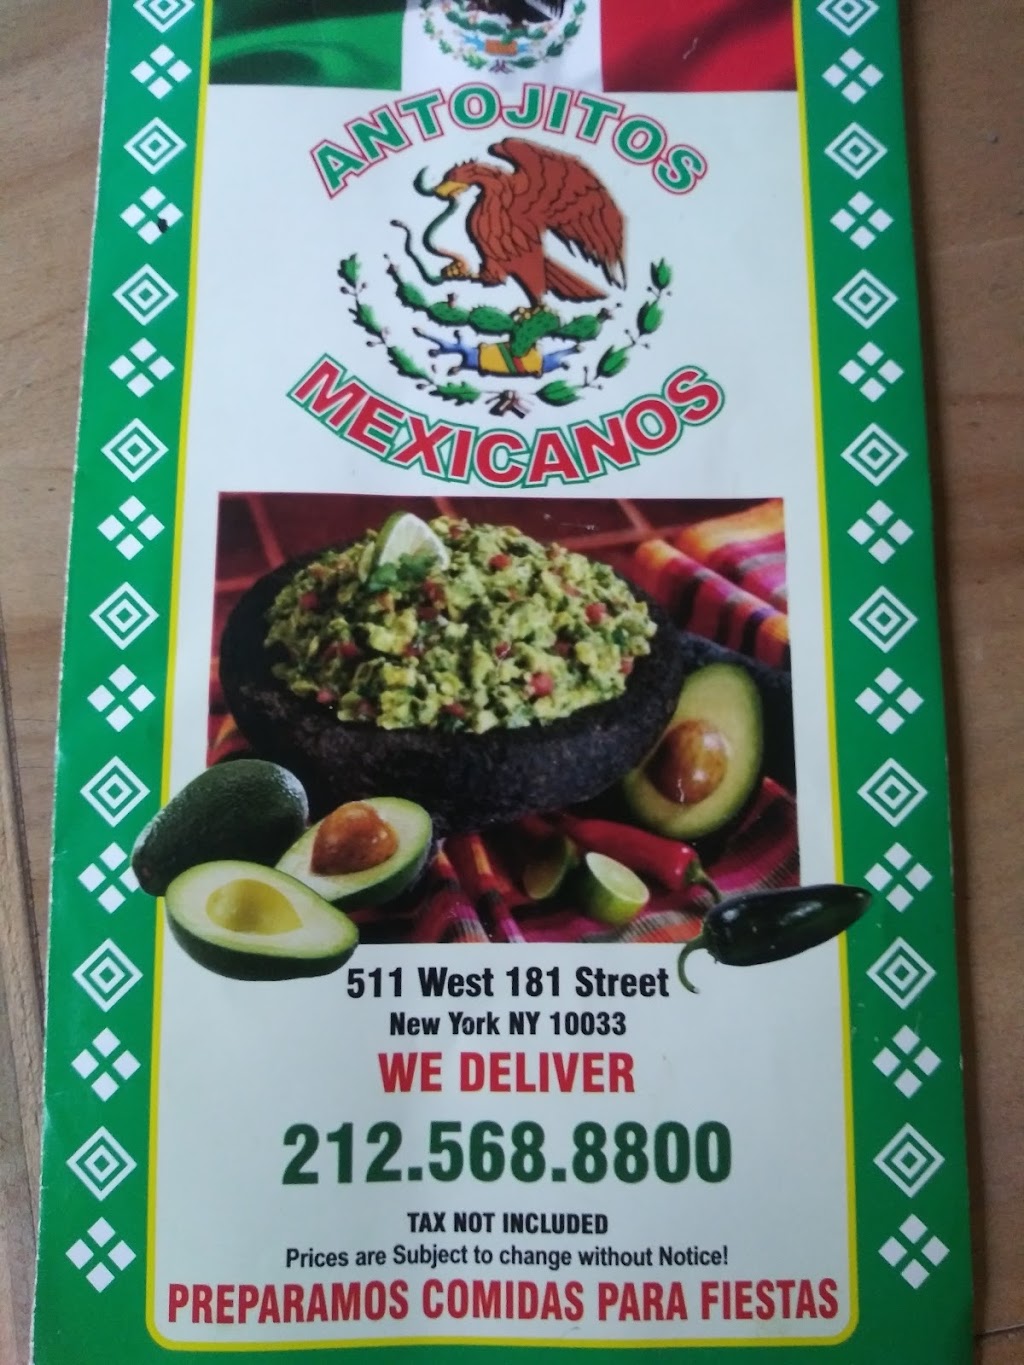 ANTOJITOS
MEXICANOS
511 West 181 Street
New York NY 10033
WE DELIVER
212.568.8800
TAX NOT INCLUDED
Prices are Subject to change without Notice!
PREPARAMOS COMIDAS PARA FIESTAS